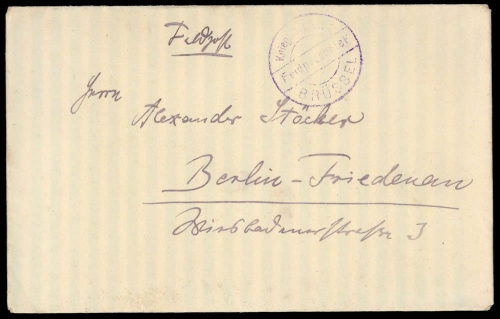 Feldpost
Herrn
Alexander Stöcker
Berlin-Friedenau
Wiesbadenerstraße 3
BRÜSSEL